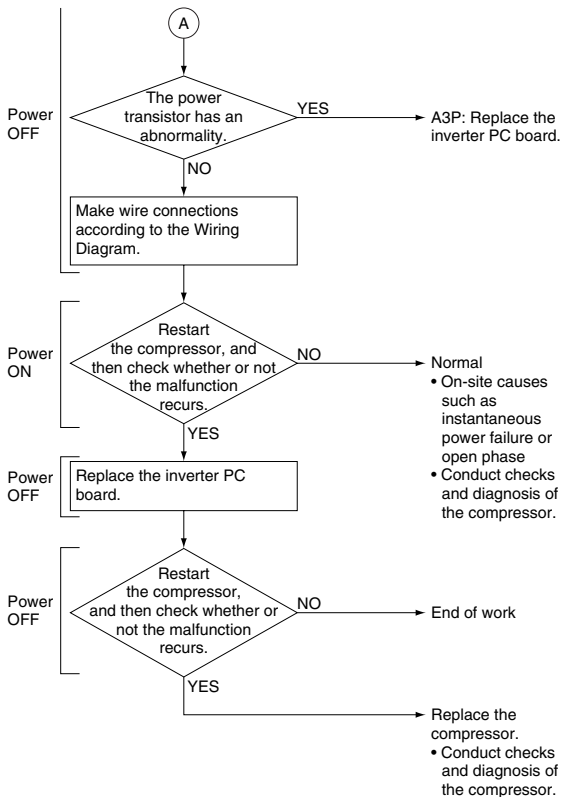 A
Power
OFF
The power
transistor has an
abnormality.
YES
A3P: Replace the
inverter PC board.
NO
Make wire connections
according to the Wiring
Diagram.
Power
ON
Restart
the compressor, and
then check whether or not
the malfunction
recurs.
NO
Normal
• On-site causes
such as
instantaneous
power failure or
open phase
• Conduct checks
and diagnosis of
the compressor.
YES
Power
OFF
Replace the inverter PC
board.
Power
OFF
Restart
the compressor,
and then check whether or
not the malfunction
recurs.
NO
End of work
YES
Replace the
compressor.
• Conduct checks
and diagnosis of
the compressor.